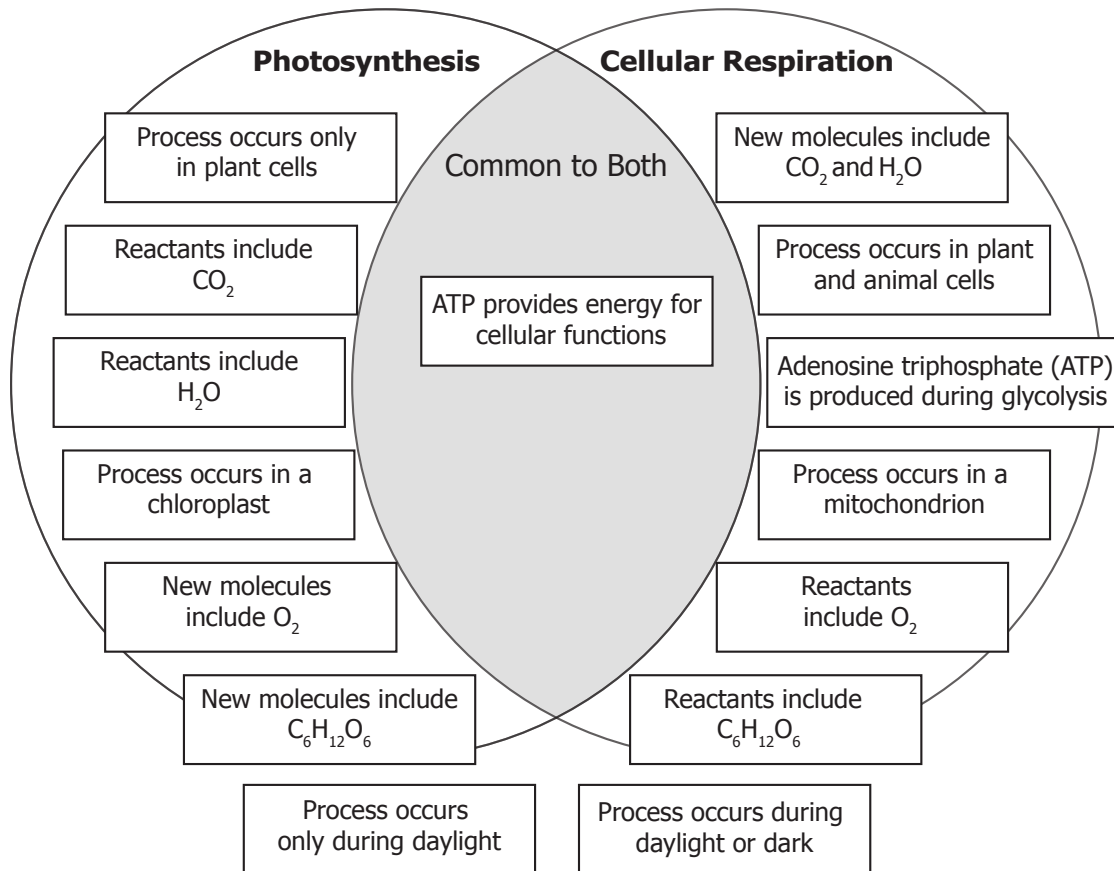 Photosynthesis
Cellular Respiration
Process occurs only
in plant cells
Reactants include
CO₂
Reactants include
H₂O
Process occurs in a
chloroplast
New molecules
include O₂
New molecules include
C₆H₁₂O₆
Process occurs
only during daylight
Common to Both
ATP provides energy for
cellular functions
New molecules include
CO₂ and H₂O
Process occurs in plant
and animal cells
Adenosine triphosphate (ATP)
is produced during glycolysis
Process occurs in a
mitochondrion
Reactants
include O₂
Reactants include
C₆H₁₂O₆
Process occurs during
daylight or dark